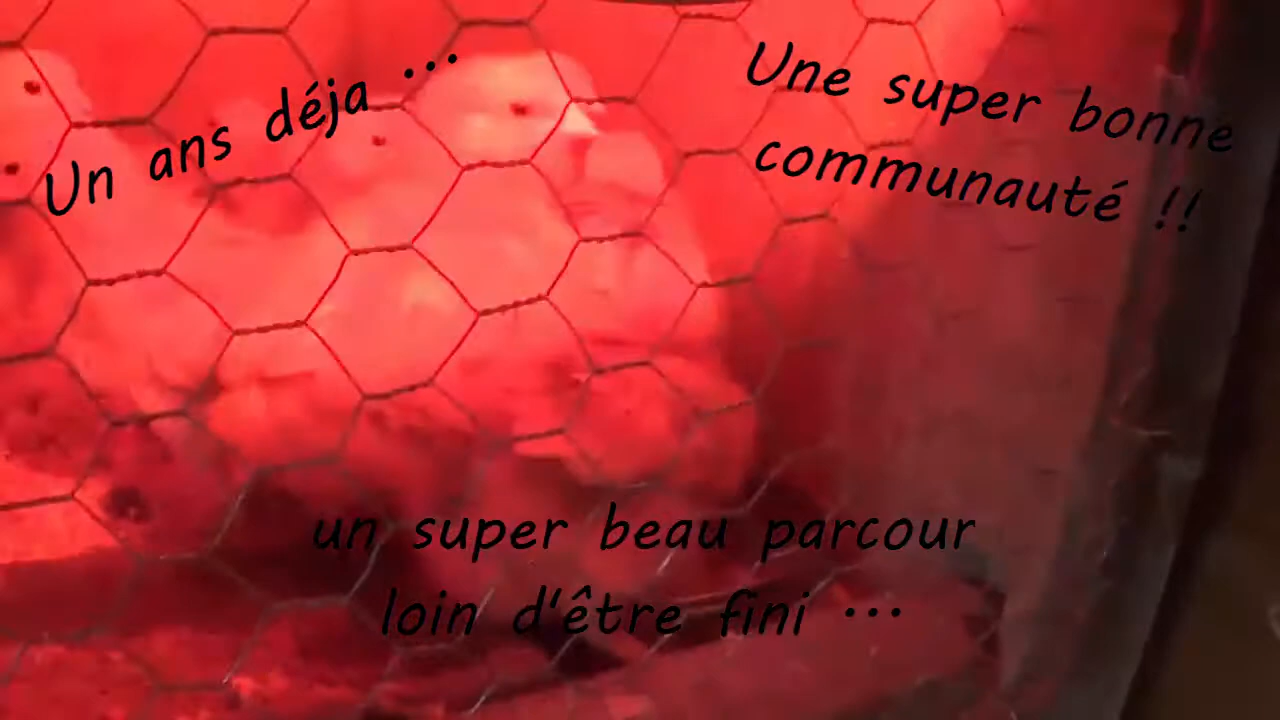 Un ans déja ...
Une super bonne
communauté !!
un super beau parcour
loin d'être fini ...